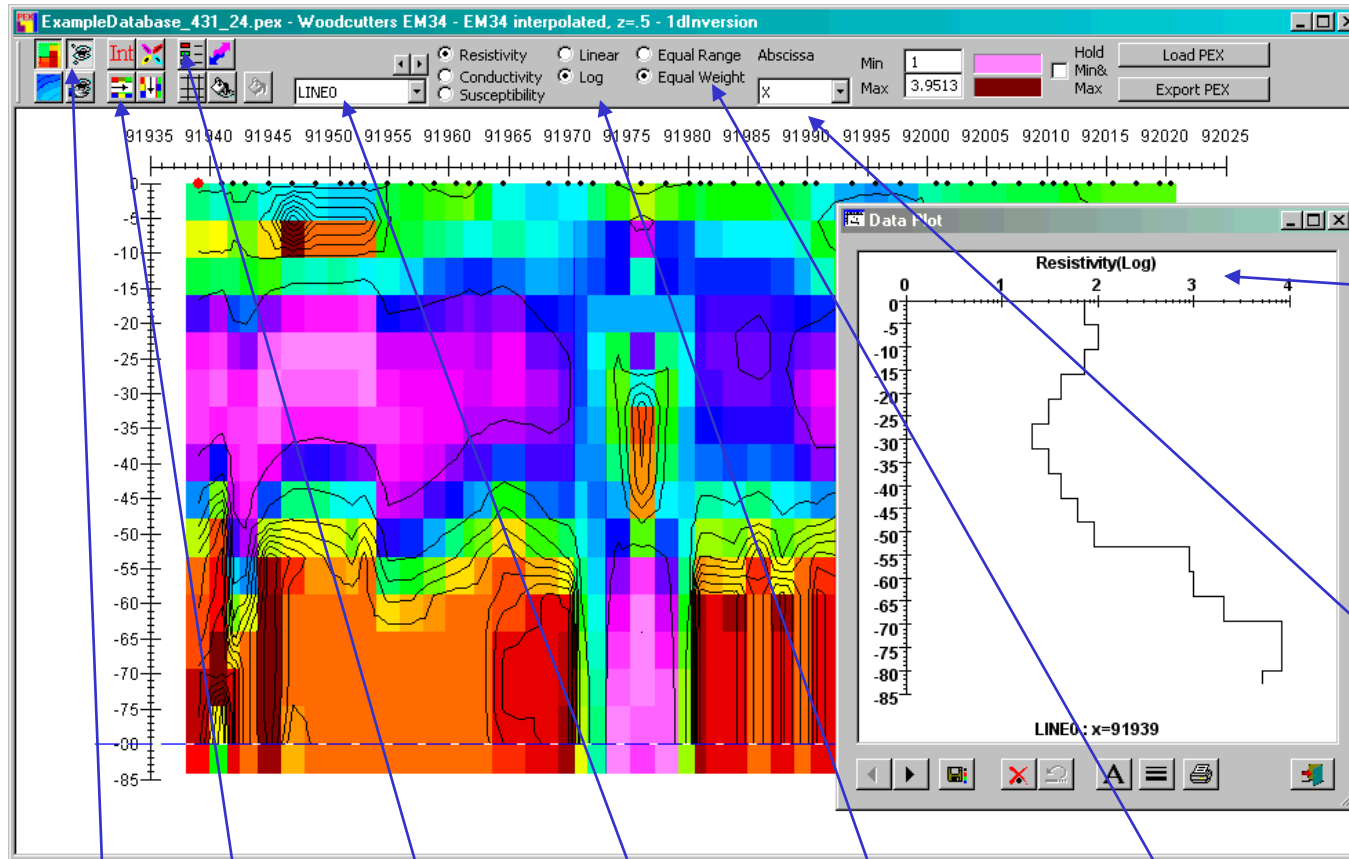 ExampleDatabase_431_24.pex - Woodcutters EM34 - EM34 interpolated, z=.5 - 1dInversion
Int
LINE0
Resistivity
Conductivity
Susceptibility
Linear
Log
Equal Range
Equal Weight
Abscissa
X
Min 1
Max 3.9513
Hold
Min&
Max
Load PEX
Export PEX
91935 91940 91945 91950 91955 91960 91965 91970 91975 91980 91985 91990 91995 92000 92005 92010 92015 92020 92025
0
-5
-10
-15
-20
-25
-30
-35
-40
-45
-50
-55
-60
-65
-70
-75
-80
-85
Data Plot
Resistivity(Log)
0 1 2 3 4
0
-5
-10
-15
-20
-25
-30
-35
-40
-45
-50
-55
-60
-65
-70
-75
-80
-85
LINE0 : x=91939
A